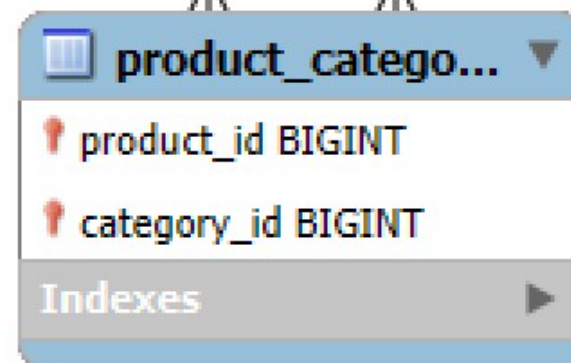 product_catego...
product_id BIGINT
category_id BIGINT
Indexes